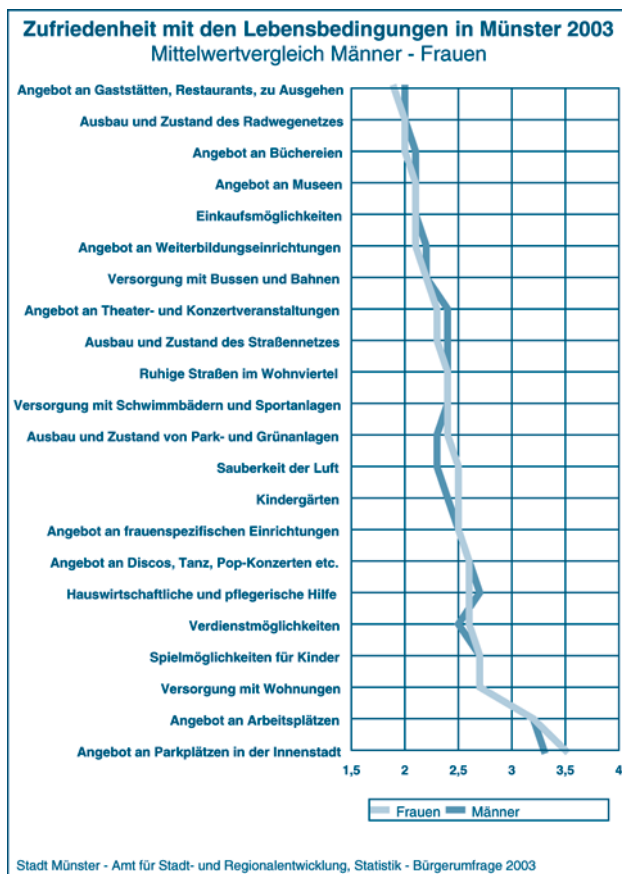 Zufriedenheit mit den Lebensbedingungen in Münster 2003
Mittelwertvergleich Männer - Frauen
Angebot an Gaststätten, Restaurants, zu Ausgehen
Ausbau und Zustand des Radwegenetzes
Angebot an Büchereien
Angebot an Museen
Einkaufsmöglichkeiten
Angebot an Weiterbildungseinrichtungen
Versorgung mit Bussen und Bahnen
Angebot an Theater- und Konzertveranstaltungen
Ausbau und Zustand des Straßennetzes
Ruhige Straßen im Wohnviertel
Versorgung mit Schwimmbädern und Sportanlagen
Ausbau und Zustand von Park- und Grünanlagen
Sauberkeit der Luft
Kindergärten
Angebot an frauenspezifischen Einrichtungen
Angebot an Discos, Tanz, Pop-Konzerten etc.
Hauswirtschaftliche und pflegerische Hilfe
Verdienstmöglichkeiten
Spielmöglichkeiten für Kinder
Versorgung mit Wohnungen
Angebot an Arbeitsplätzen
Angebot an Parkplätzen in der Innenstadt
1,5 2 2,5 3 3,5 4
Frauen Männer
Stadt Münster - Amt für Stadt- und Regionalentwicklung, Statistik - Bürgerumfrage 2003